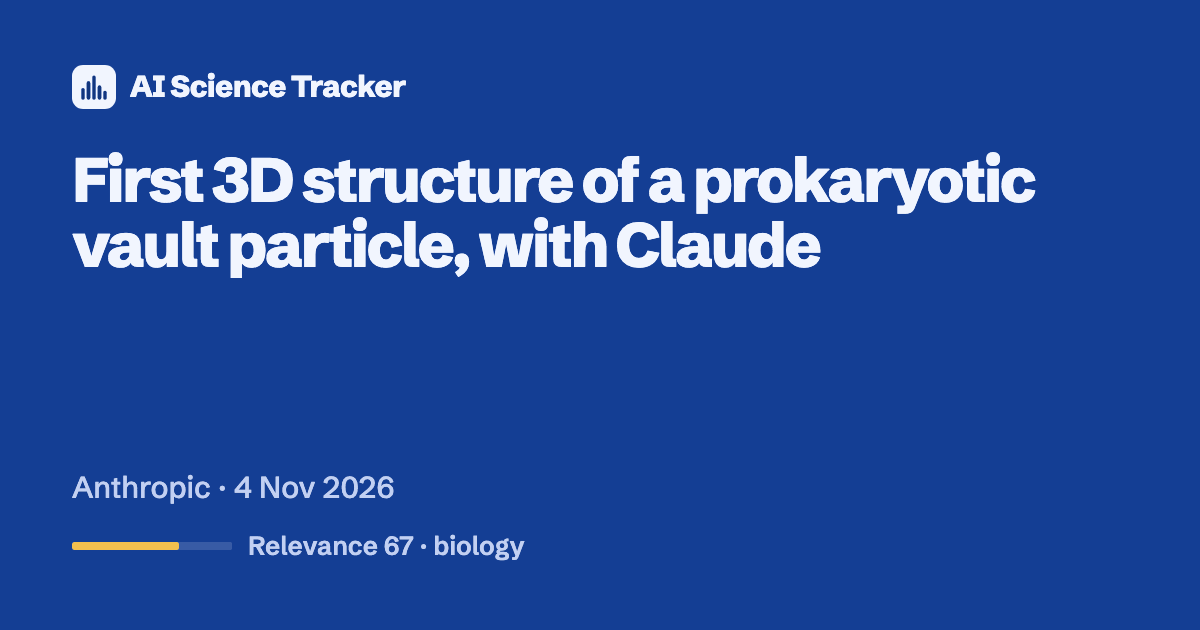 AI Science Tracker
First 3D structure of a prokaryotic
vault particle, with Claude
Anthropic · 4 Nov 2026
Relevance 67 · biology